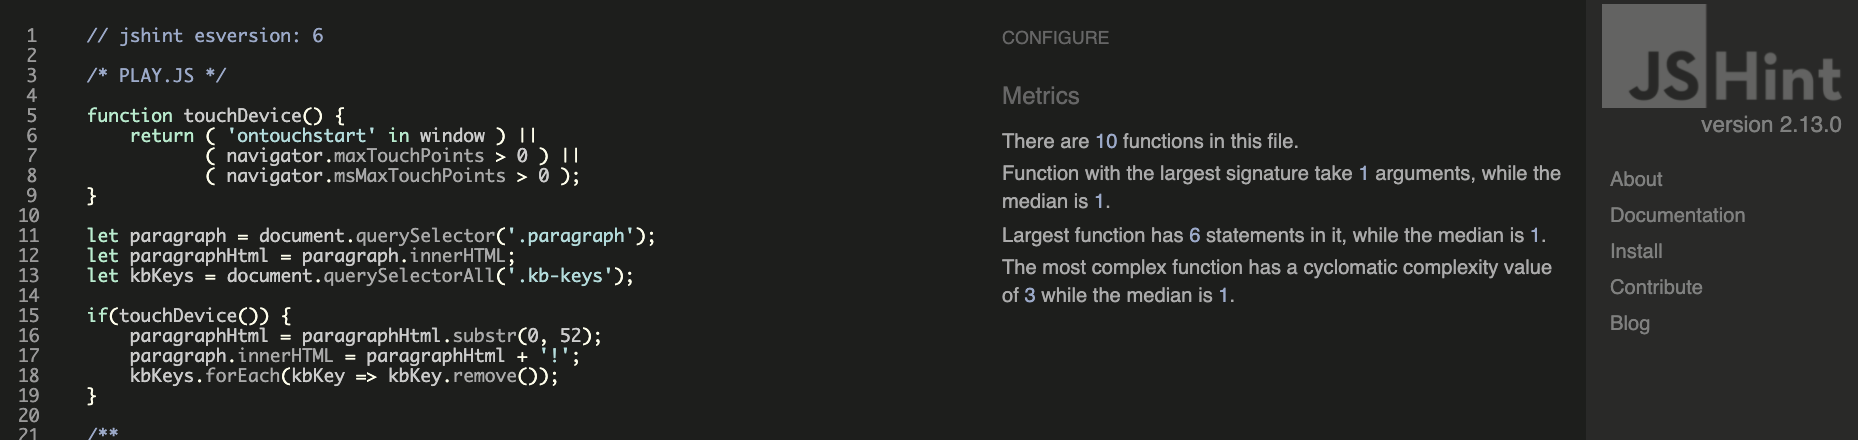 1 // jshint esversion: 6
2
3 /* PLAY.JS */
4
5 function touchDevice() {
6 return ( 'ontouchstart' in window ) ||
7 ( navigator.maxTouchPoints > 0 ) ||
8 ( navigator.msMaxTouchPoints > 0 );
9 }
10
11 let paragraph = document.querySelector('.paragraph');
12 let paragraphHtml = paragraph.innerHTML;
13 let kbKeys = document.querySelectorAll('.kb-keys');
14
15 if(touchDevice()) {
16 paragraphHtml = paragraphHtml.substr(0, 52);
17 paragraph.innerHTML = paragraphHtml + '!';
18 kbKeys.forEach(kbKey => kbKey.remove());
19 }
20
21 /**
CONFIGURE
Metrics
There are 10 functions in this file.
Function with the largest signature take 1 arguments, while the
median is 1.
Largest function has 6 statements in it, while the median is 1.
The most complex function has a cyclomatic complexity value
of 3 while the median is 1.
JSHint
version 2.13.0
About
Documentation
Install
Contribute
Blog